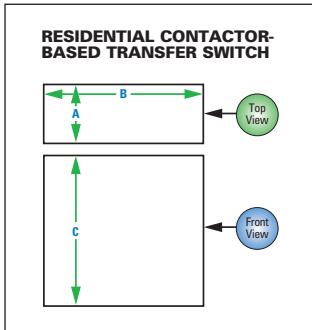 RESIDENTIAL CONTACTOR-
BASED TRANSFER SWITCH
B
A
Top
View
C
Front
View